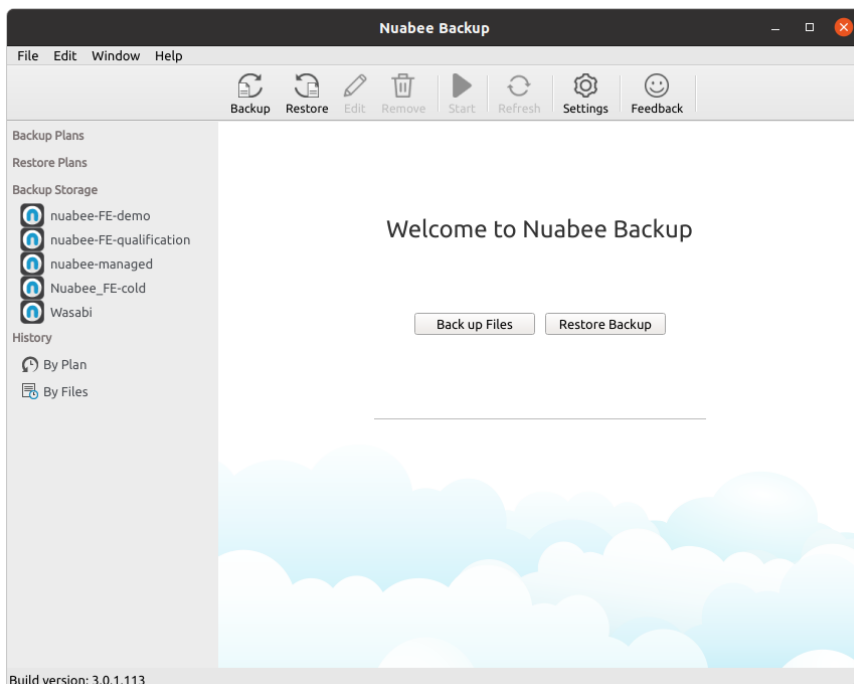 Nuabee Backup
File Edit Window Help
Backup Restore Edit Remove Start Refresh Settings Feedback
Backup Plans
Restore Plans
Backup Storage
nuabee-FE-demo
nuabee-FE-qualification
nuabee-managed
Nuabee_FE-cold
Wasabi
History
By Plan
By Files
Welcome to Nuabee Backup
Back up Files Restore Backup
Build version: 3.0.1.113